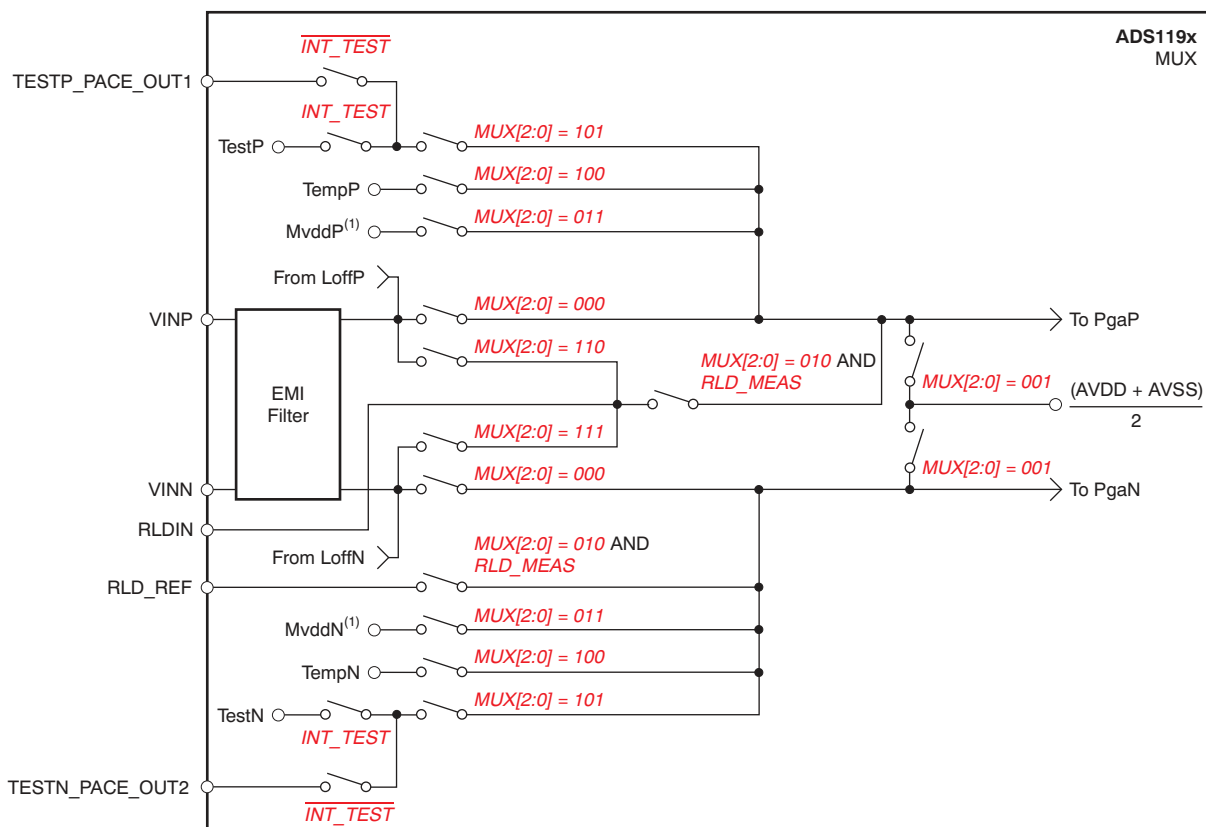 ADS119x
MUX
INT_TEST
TESTP_PACE_OUT1
INT_TEST
TestP
MUX[2:0] = 101
TempP
MUX[2:0] = 100
MvddP(1)
MUX[2:0] = 011
From LoffP
VINP
MUX[2:0] = 000
To PgaP
MUX[2:0] = 110
MUX[2:0] = 010 AND
RLD_MEAS
MUX[2:0] = 001
(AVDD + AVSS)
2
EMI
Filter
MUX[2:0] = 111
MUX[2:0] = 001
VINN
MUX[2:0] = 000
To PgaN
RLDIN
From LoffN
MUX[2:0] = 010 AND
RLD_MEAS
RLD_REF
MvddN(1)
MUX[2:0] = 011
TempN
MUX[2:0] = 100
TestN
MUX[2:0] = 101
INT_TEST
TESTN_PACE_OUT2
INT_TEST